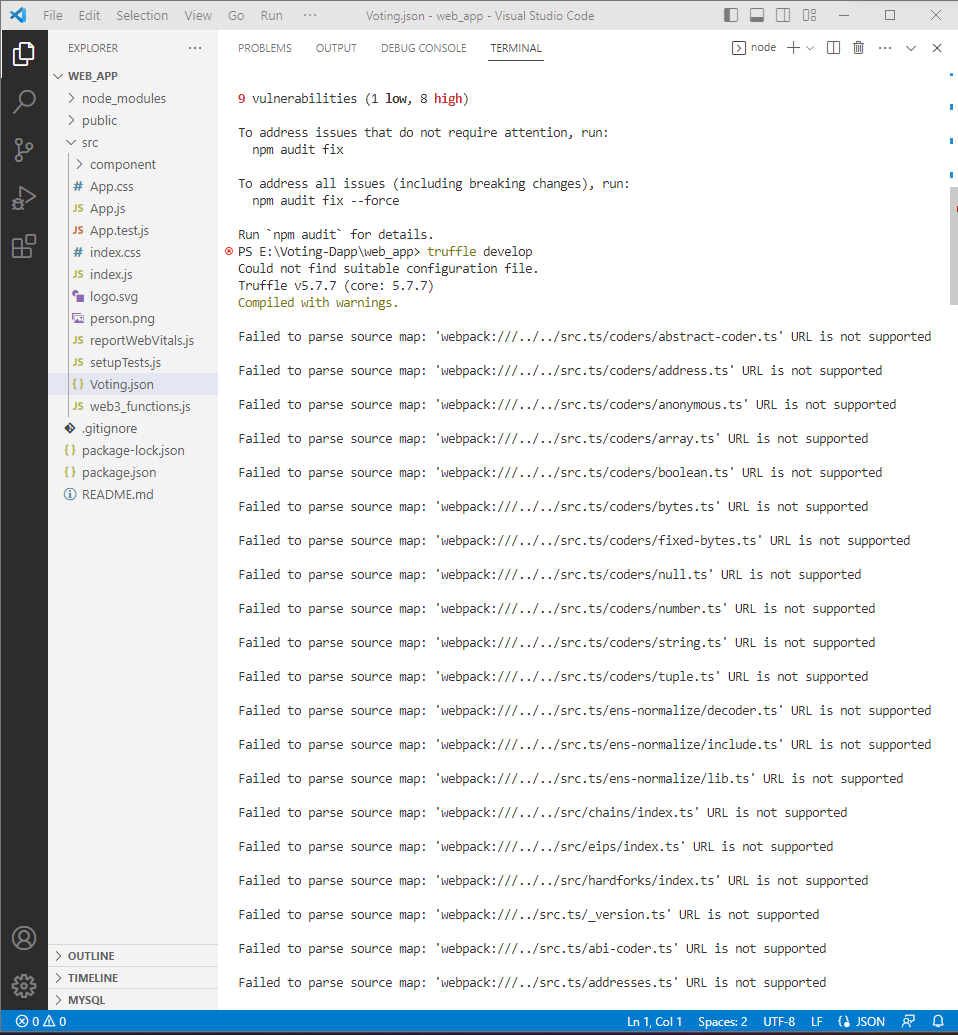 File Edit Selection View Go Run ··· Voting.json - web_app - Visual Studio Code
EXPLORER ···
WEB_APP
node_modules
public
src
component
# App.css
JS App.js
JS App.test.js
# index.css
JS index.js
logo.svg
person.png
JS reportWebVitals.js
JS setupTests.js
{} Voting.json
JS web3_functions.js
.gitignore
{} package-lock.json
{} package.json
README.md
OUTLINE
TIMELINE
MYSQL
PROBLEMS OUTPUT DEBUG CONSOLE TERMINAL node ···
9 vulnerabilities (1 low, 8 high)
To address issues that do not require attention, run:
npm audit fix
To address all issues (including breaking changes), run:
npm audit fix --force
Run `npm audit` for details.
PS E:\Voting-Dapp\web_app> truffle develop
Could not find suitable configuration file.
Truffle v5.7.7 (core: 5.7.7)
Compiled with warnings.
Failed to parse source map: 'webpack:///../../src.ts/coders/abstract-coder.ts' URL is not supported
Failed to parse source map: 'webpack:///../../src.ts/coders/address.ts' URL is not supported
Failed to parse source map: 'webpack:///../../src.ts/coders/anonymous.ts' URL is not supported
Failed to parse source map: 'webpack:///../../src.ts/coders/array.ts' URL is not supported
Failed to parse source map: 'webpack:///../../src.ts/coders/boolean.ts' URL is not supported
Failed to parse source map: 'webpack:///../../src.ts/coders/bytes.ts' URL is not supported
Failed to parse source map: 'webpack:///../../src.ts/coders/fixed-bytes.ts' URL is not supported
Failed to parse source map: 'webpack:///../../src.ts/coders/null.ts' URL is not supported
Failed to parse source map: 'webpack:///../../src.ts/coders/number.ts' URL is not supported
Failed to parse source map: 'webpack:///../../src.ts/coders/string.ts' URL is not supported
Failed to parse source map: 'webpack:///../../src.ts/coders/tuple.ts' URL is not supported
Failed to parse source map: 'webpack:///../../src.ts/ens-normalize/decoder.ts' URL is not supported
Failed to parse source map: 'webpack:///../../src.ts/ens-normalize/include.ts' URL is not supported
Failed to parse source map: 'webpack:///../../src.ts/ens-normalize/lib.ts' URL is not supported
Failed to parse source map: 'webpack:///../../src/chains/index.ts' URL is not supported
Failed to parse source map: 'webpack:///../../src/eips/index.ts' URL is not supported
Failed to parse source map: 'webpack:///../../src/hardforks/index.ts' URL is not supported
Failed to parse source map: 'webpack:///../src.ts/_version.ts' URL is not supported
Failed to parse source map: 'webpack:///../src.ts/abi-coder.ts' URL is not supported
Failed to parse source map: 'webpack:///../src.ts/addresses.ts' URL is not supported
0 0 Ln 1, Col 1 Spaces: 2 UTF-8 LF JSON